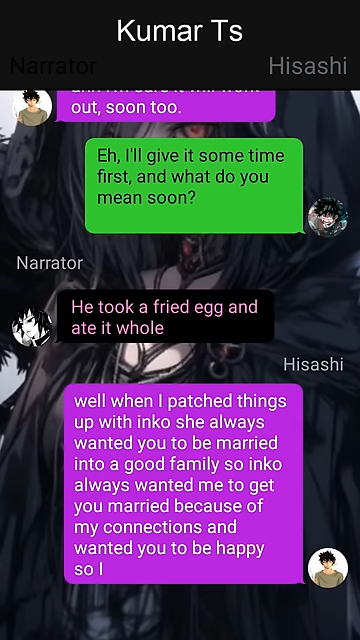 Kumar Ts
Narrator
Hisashi
out, soon too.
Eh, I'll give it some time
first, and what do you
mean soon?
Narrator
He took a fried egg and
ate it whole
Hisashi
well when I patched things
up with inko she always
wanted you to be married
into a good family so inko
always wanted me to get
you married because of
my connections and
wanted you to be happy
so I